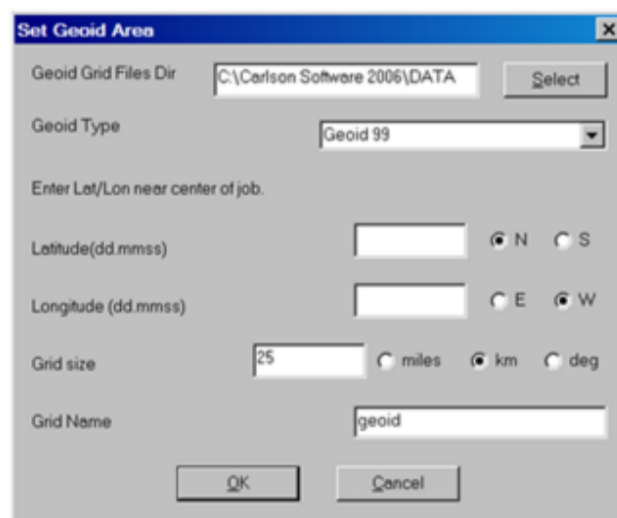 Set Geoid Area
Geoid Grid Files Dir C:\Carlson Software 2006\DATA Select
Geoid Type Geoid 99
Enter Lat/Lon near center of job.
Latitude(dd.mmss) N S
Longitude (dd.mmss) E W
Grid size 25 miles km deg
Grid Name geoid
OK Cancel